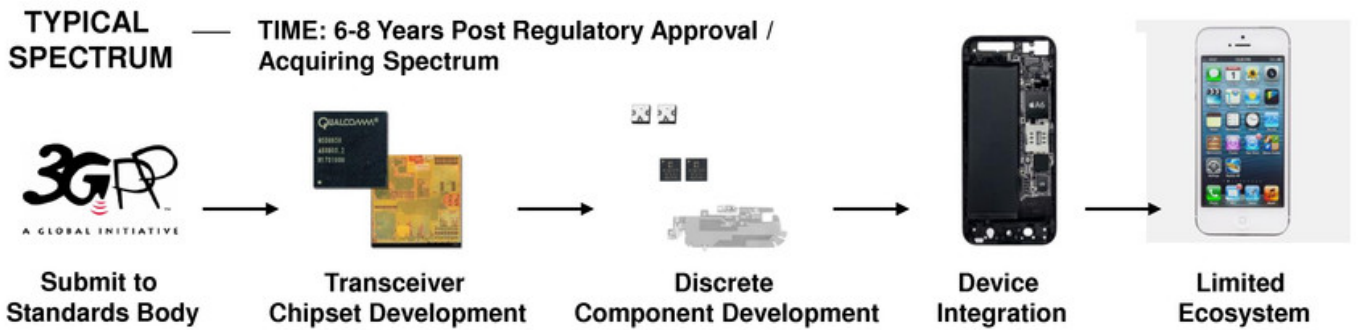 TYPICAL
SPECTRUM
— TIME: 6-8 Years Post Regulatory Approval /
Acquiring Spectrum
3GPP
A GLOBAL INITIATIVE
QUALCOMM
A6
Submit to
Standards Body
Transceiver
Chipset Development
Discrete
Component Development
Device
Integration
Limited
Ecosystem